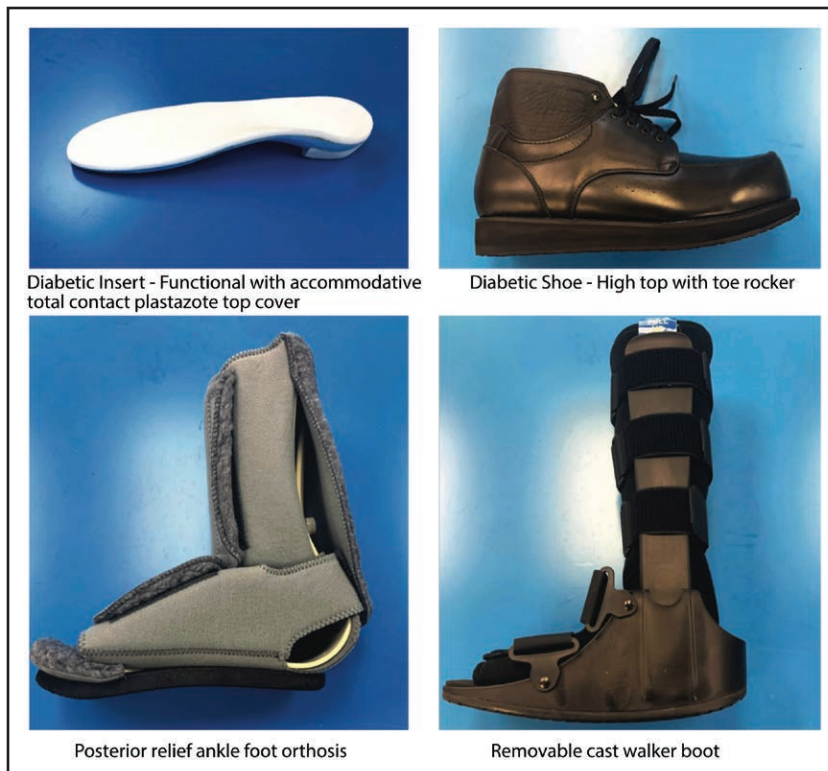 Diabetic Insert - Functional with accommodative
total contact plastazote top cover
Diabetic Shoe - High top with toe rocker
Posterior relief ankle foot orthosis
Removable cast walker boot